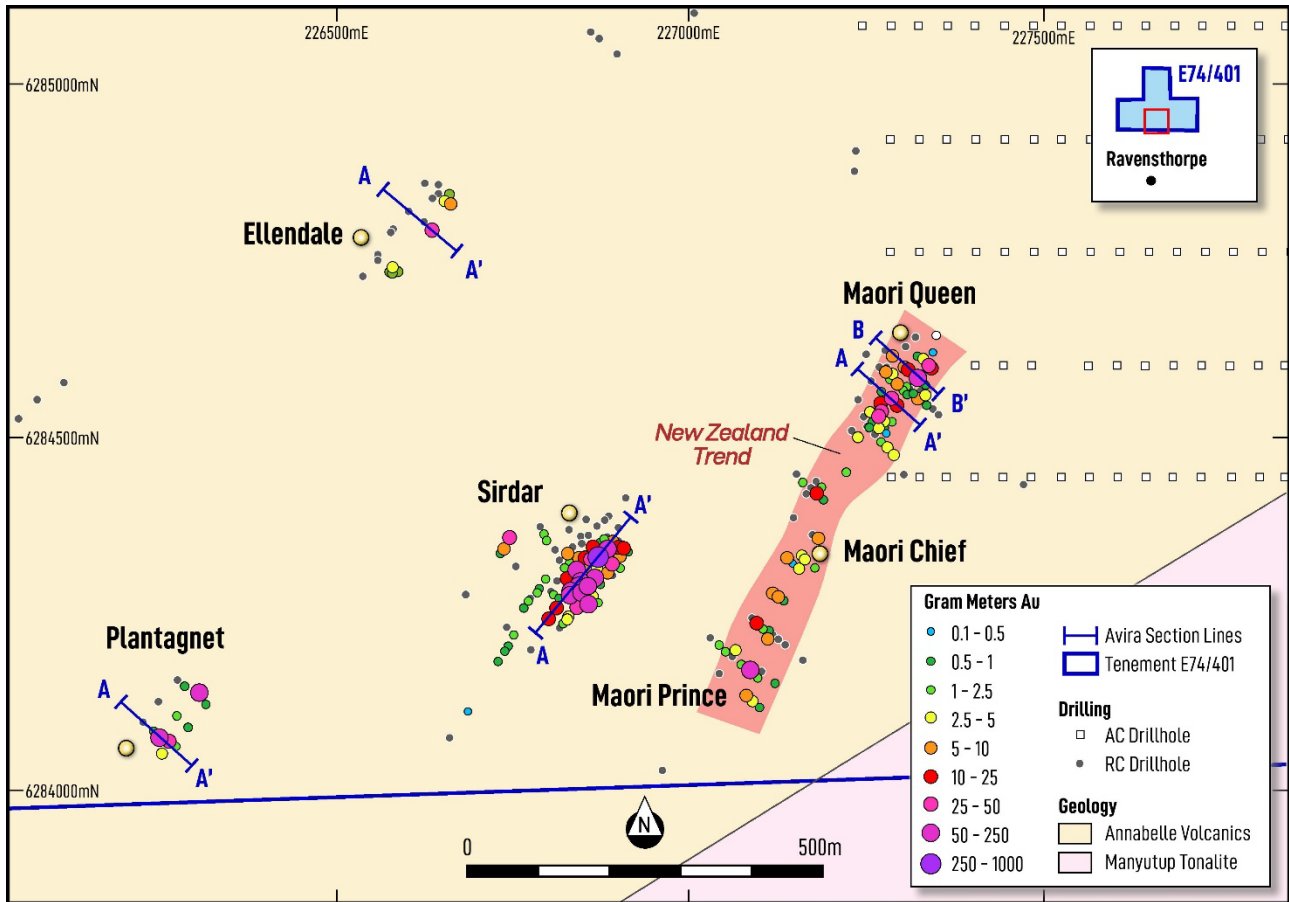 226500mE
227000mE
227500mE
6285000mN
E74/401
Ravensthorpe
A
Ellendale
A'
Maori Queen
B
A
B'
A'
6284500mN
New Zealand
Trend
Sirdar
A'
Maori Chief
A
Plantagnet
A
A'
Maori Prince
6284000mN
N
0
500m
Gram Meters Au
0.1 - 0.5
0.5 - 1
1 - 2.5
2.5 - 5
5 - 10
10 - 25
25 - 50
50 - 250
250 - 1000
Avira Section Lines
Tenement E74/401
Drilling
AC Drillhole
RC Drillhole
Geology
Annabelle Volcanics
Manyutup Tonalite